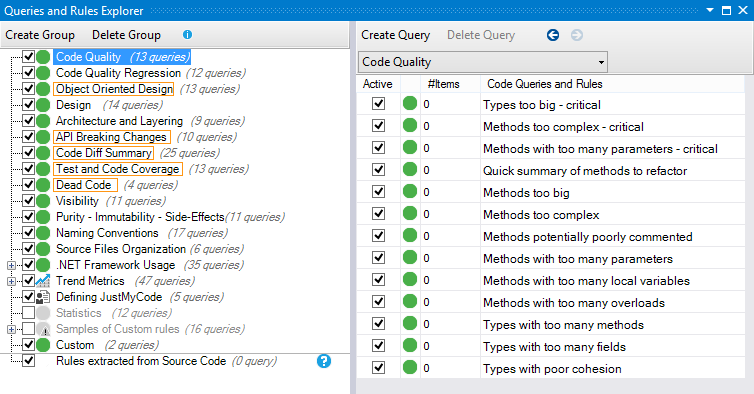 Queries and Rules Explorer
Create Group Delete Group
Code Quality (13 queries)
Code Quality Regression (12 queries)
Object Oriented Design (13 queries)
Design (14 queries)
Architecture and Layering (9 queries)
API Breaking Changes (10 queries)
Code Diff Summary (25 queries)
Test and Code Coverage (13 queries)
Dead Code (4 queries)
Visibility (11 queries)
Purity - Immutability - Side-Effects (11 queries)
Naming Conventions (17 queries)
Source Files Organization (6 queries)
.NET Framework Usage (35 queries)
Trend Metrics (47 queries)
Defining JustMyCode (5 queries)
Statistics (12 queries)
Samples of Custom rules (16 queries)
Custom (2 queries)
Rules extracted from Source Code (0 query) ?
Create Query Delete Query
Code Quality
Active #Items Code Queries and Rules
0 Types too big - critical
0 Methods too complex - critical
0 Methods with too many parameters - critical
0 Quick summary of methods to refactor
0 Methods too big
0 Methods too complex
0 Methods potentially poorly commented
0 Methods with too many parameters
0 Methods with too many local variables
0 Methods with too many overloads
0 Types with too many methods
0 Types with too many fields
0 Types with poor cohesion